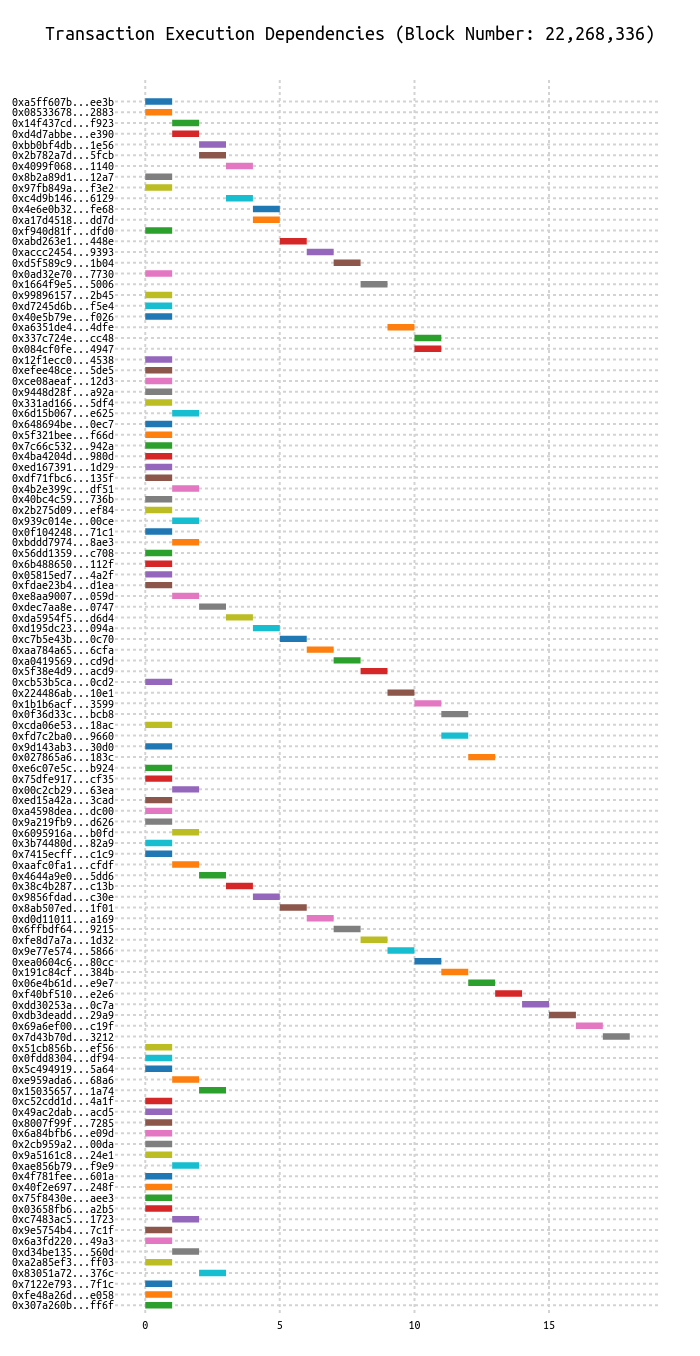 Transaction Execution Dependencies (Block Number: 22,268,336)
0xa5ff607b...ee3b
0x08533678...2883
0x14f437cd...f923
0xd4d7abbe...e390
0xbb0bf4db...1e56
0x2b782a7d...5fcb
0x4099f068...1140
0x8b2a89d1...12a7
0x97fb849a...f3e2
0xc4d9b146...6129
0x4e6e0b32...fe68
0xa17d4518...dd7d
0xf940d81f...dfd0
0xabd263e1...448e
0xaccc2454...9393
0xd5f589c9...1b04
0x0ad32e70...7730
0x1664f9e5...5006
0x99896157...2b45
0xd7245d6b...f5e4
0x40e5b79e...f026
0xa6351de4...4dfe
0x337c724e...cc48
0x084cf0fe...4947
0x12f1ecc0...4538
0xefee48ce...5de5
0xce08aeaf...12d3
0x9448d28f...a92a
0x331ad166...5df4
0x6d15b067...e625
0x648694be...0ec7
0x5f321bee...f66d
0x7c66c532...942a
0x4ba4204d...980d
0xed167391...1d29
0xdf71fbc6...135f
0x4b2e399c...df51
0x40bc4c59...736b
0x2b275d09...ef84
0x939c014e...00ce
0x0f104248...71c1
0xbddd7974...8ae3
0x56dd1359...c708
0x6b488650...112f
0x05815ed7...4a2f
0xfdae23b4...d1ea
0xe8aa9007...059d
0xdec7aa8e...0747
0xda5954f5...d6d4
0xd195dc23...094a
0xc7b5e43b...0c70
0xaa784a65...6cfa
0xa0419569...cd9d
0x5f38e4d9...acd9
0xcb53b5ca...0cd2
0x224486ab...10e1
0x1b1b6acf...3599
0x0f36d33c...bcb8
0xcda06e53...18ac
0xfd7c2ba0...9660
0x9d143ab3...30d0
0x027865a6...183c
0xe6c07e5c...b924
0x75dfe917...cf35
0x00c2cb29...63ea
0xed15a42a...3cad
0xa4598dea...dc00
0x9a219fb9...d626
0x6095916a...b0fd
0x3b74480d...82a9
0x7415ecff...c1c9
0xaafc0fa1...cfdf
0x4644a9e0...5dd6
0x38c4b287...c13b
0x9856fdad...c30e
0x8ab507ed...1f01
0xd0d11011...a169
0x6ffbdf64...9215
0xfe8d7a7a...1d32
0x9e77e574...5866
0xea0604c6...80cc
0x191c84cf...384b
0x06e4b61d...e9e7
0xf40bf510...e2e6
0xdd30253a...0c7a
0xdb3deadd...29a9
0x69a6ef00...c19f
0x7d43b70d...3212
0x51cb856b...ef56
0x0fdd8304...df94
0x5c494919...5a64
0xe959ada6...68a6
0x15035657...1a74
0xc52cdd1d...4a1f
0x49ac2dab...acd5
0x8007f99f...7285
0x6a84bfb6...e09d
0x2cb959a2...00da
0x9a5161c8...24e1
0xae856b79...f9e9
0x4f781fee...601a
0x40f2e697...248f
0x75f8430e...aee3
0x03658fb6...a2b5
0xc7483ac5...1723
0x9e5754b4...7c1f
0x6a3fd220...49a3
0xd34be135...560d
0xa2a85ef3...ff03
0x83051a72...376c
0x7122e793...7f1c
0xfe48a26d...e058
0x307a260b...ff6f
0 5 10 15